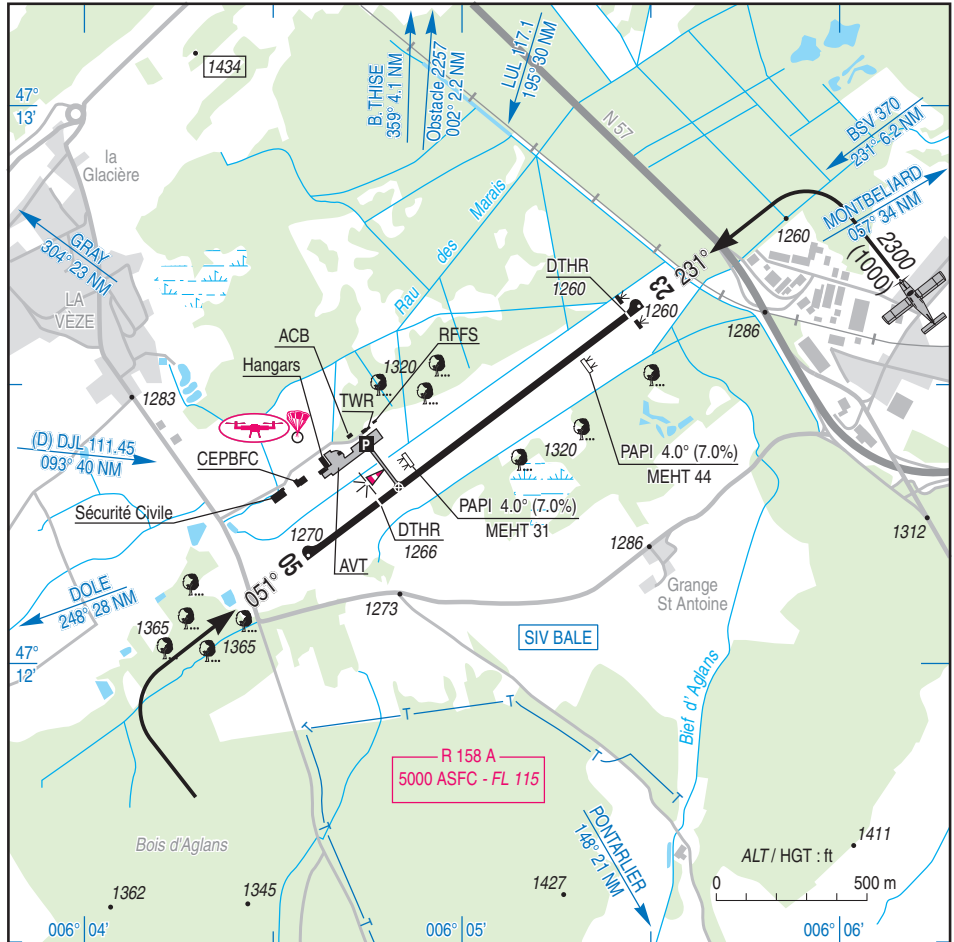 1434
47°
13'
la
Glacière
B. THISE
359° 4.1 NM
Obstacle 2257
002° 2.2 NM
LUL 117.1
195° 30 NM
N 57
BSV 370
231° 6.2 NM
MONTBELIARD
057° 34 NM
1260
2300
(1000)
GRAY
304° 23 NM
LA
VÈZE
Rau des Marais
DTHR
1260
23
231°
1260
1286
ACB
RFFS
Hangars
1320
TWR
P
1283
(D) DJL 111.45
093° 40 NM
CEPBFC
Sécurité Civile
1320
PAPI 4.0° (7.0%)
MEHT 44
PAPI 4.0° (7.0%)
MEHT 31
1270
DTHR
1266
AVT
05
051°
1286
1312
Grange
St Antoine
DOLE
248° 28 NM
1273
1365
1365
SIV BALE
47°
12'
T
T
T
T
T
T
T
Bief d'Aglans
R 158 A
5000 ASFC - FL 115
Bois d'Aglans
PONTARLIER
148° 21 NM
1411
ALT / HGT : ft
0
500 m
1362
1345
1427
006° 04'
006° 05'
006° 06'